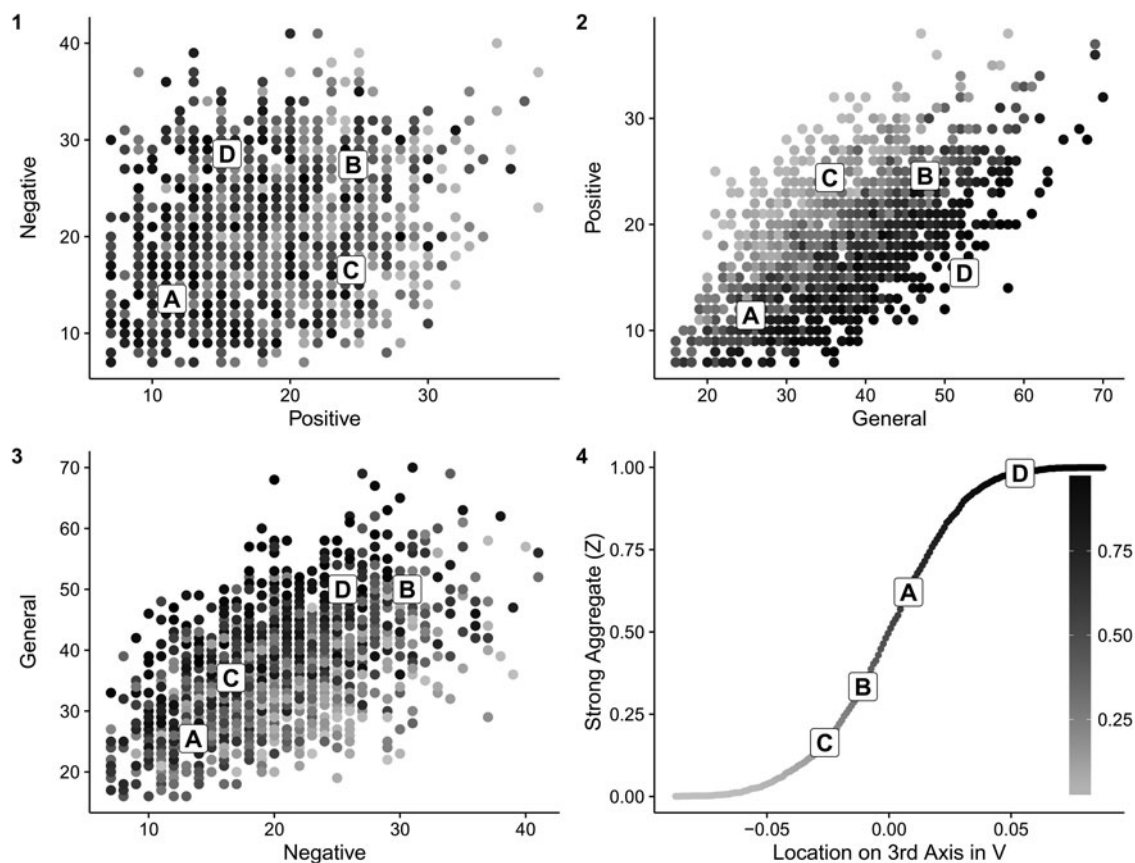 1
40
30
20
10
Negative
D
B
C
A
10
20
30
Positive
2
30
20
10
Positive
C
B
D
A
20
30
40
50
60
70
General
3
70
60
50
40
30
20
General
D
B
C
A
10
20
30
40
Negative
4
1.00
0.75
0.50
0.25
0.00
Strong Aggregate (Z)
D
A
B
C
0.75
0.50
0.25
−0.05
0.00
0.05
Location on 3rd Axis in V